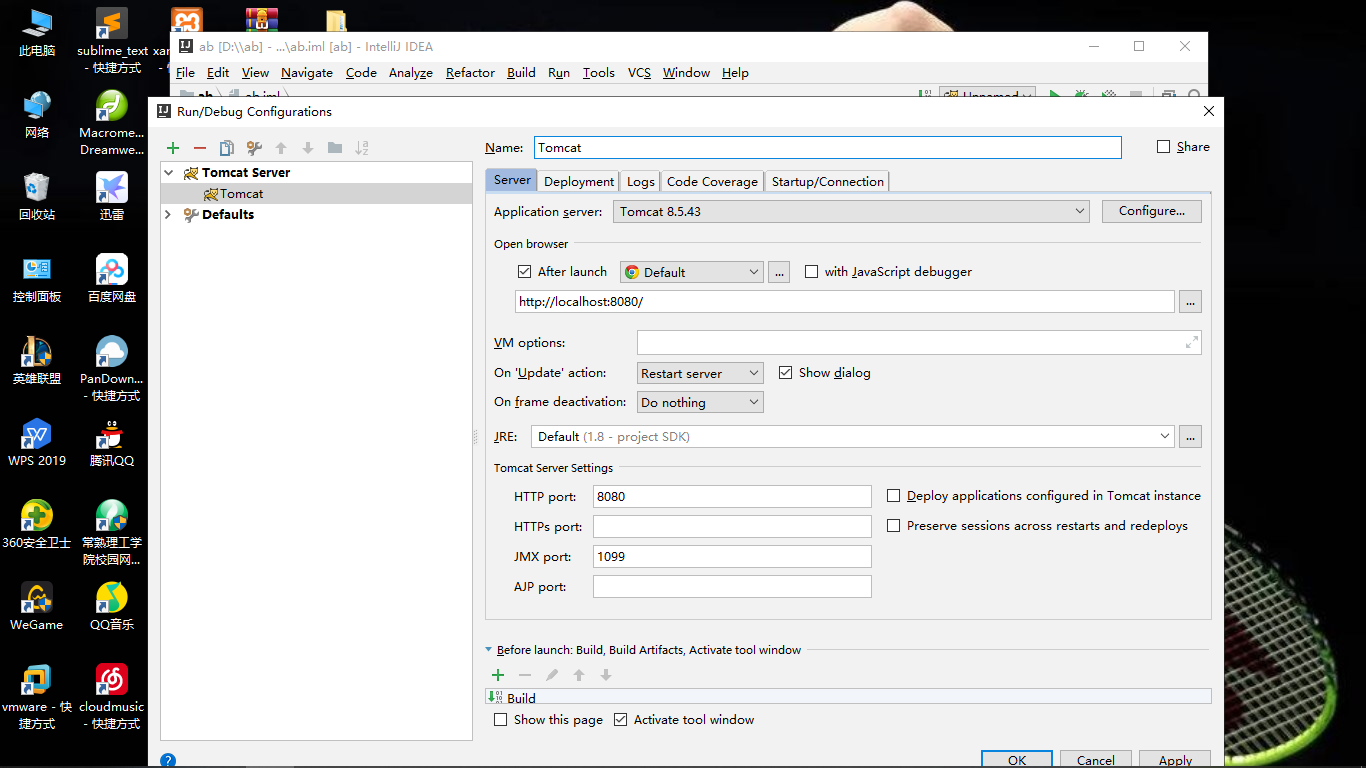 此电脑
sublime_text - 快捷方式
网络
Macrome... Dreamwe...
回收站
迅雷
控制面板
百度网盘
英雄联盟
PanDown... - 快捷方式
WPS 2019
腾讯QQ
360安全卫士
常熟理工学院校园网...
WeGame
QQ音乐
vmware - 快捷方式
cloudmusic - 快捷方式
ab [D:\\ab] - ...\ab.iml [ab] - IntelliJ IDEA
File Edit View Navigate Code Analyze Refactor Build Run Tools VCS Window Help
ab ab.iml Unnamed
Run/Debug Configurations
Tomcat Server
Tomcat
Defaults
Name: Tomcat Share
Server Deployment Logs Code Coverage Startup/Connection
Application server: Tomcat 8.5.43 Configure...
Open browser
After launch Default ... with JavaScript debugger
http://localhost:8080/ ...
VM options:
On 'Update' action: Restart server Show dialog
On frame deactivation: Do nothing
JRE: Default (1.8 - project SDK) ...
Tomcat Server Settings
HTTP port: 8080 Deploy applications configured in Tomcat instance
HTTPs port: Preserve sessions across restarts and redeploys
JMX port: 1099
AJP port:
Before launch: Build, Build Artifacts, Activate tool window
Build
Show this page Activate tool window
? OK Cancel Apply